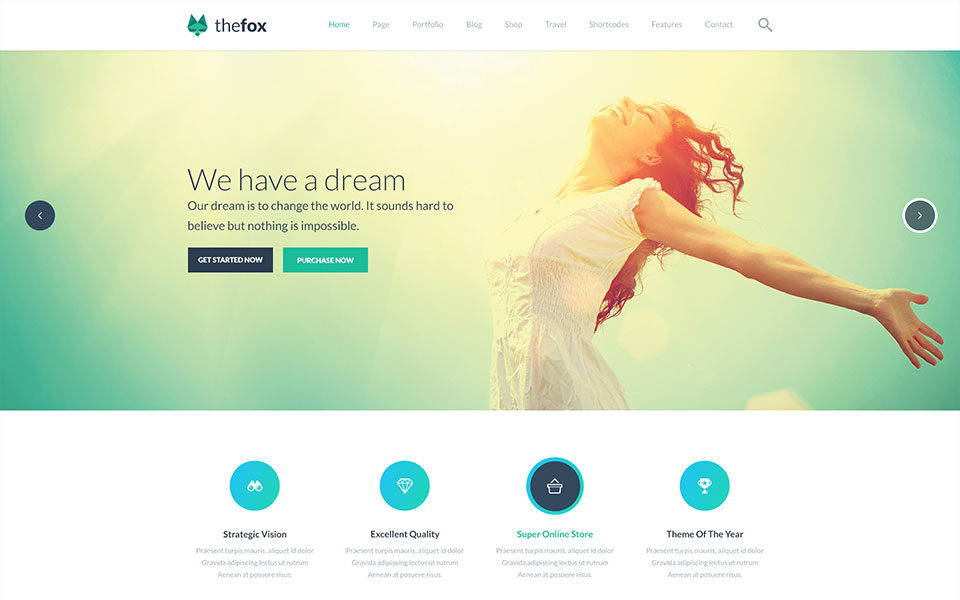 thefox
Home Page Portfolio Blog Shop Travel Shortcodes Features Contact
We have a dream
Our dream is to change the world. It sounds hard to
believe but nothing is impossible.
GET STARTED NOW PURCHASE NOW
Strategic Vision
Praesent turpis mauris, aliquet id dolor
Gravida adipiscing lectus ut rutrum
Aenean at posuere risus.
Excellent Quality
Praesent turpis mauris, aliquet id dolor
Gravida adipiscing lectus ut rutrum
Aenean at posuere risus.
Super Online Store
Praesent turpis mauris, aliquet id dolor
Gravida adipiscing lectus ut rutrum
Aenean at posuere risus.
Theme Of The Year
Praesent turpis mauris, aliquet id dolor
Gravida adipiscing lectus ut rutrum
Aenean at posuere risus.